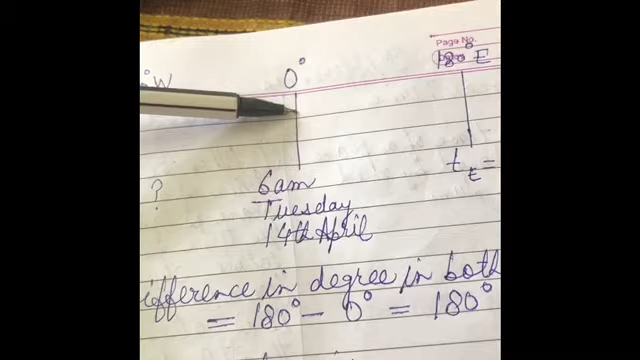 Page No.
°W 0° 180° E
t_E =
?
6am
Tuesday
14th April
ifference in degree in both
= 180° - 0° = 180°